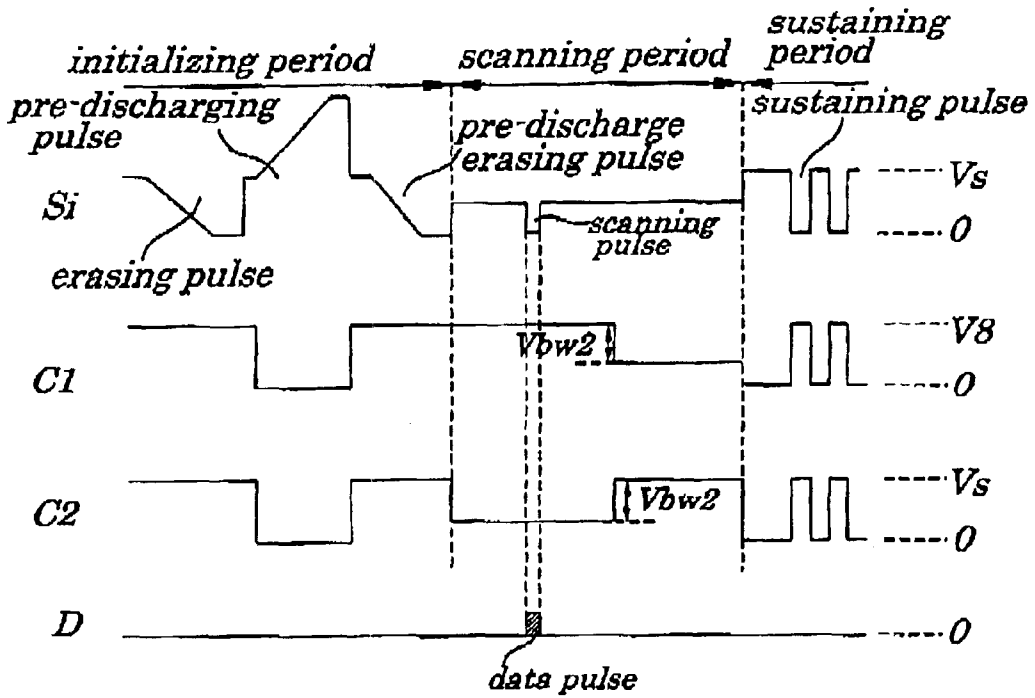 initializing period
scanning period
sustaining
period
pre-discharging
pulse
pre-discharge
erasing pulse
sustaining pulse
Si
Vs
0
scanning
pulse
erasing pulse
C1
Vbw2
V8
0
C2
Vbw2
Vs
0
D
0
data pulse